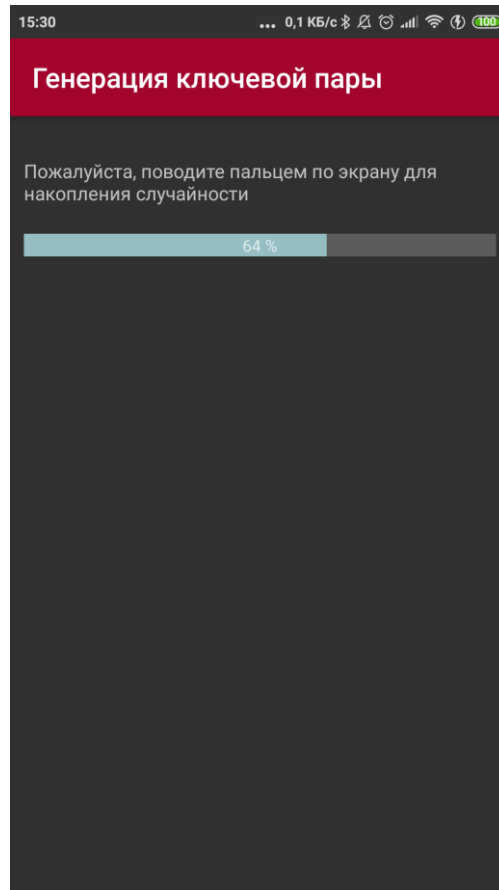 15:30 ... 0,1 КБ/с 100
Генерация ключевой пары
Пожалуйста, поводите пальцем по экрану для
накопления случайности
64 %